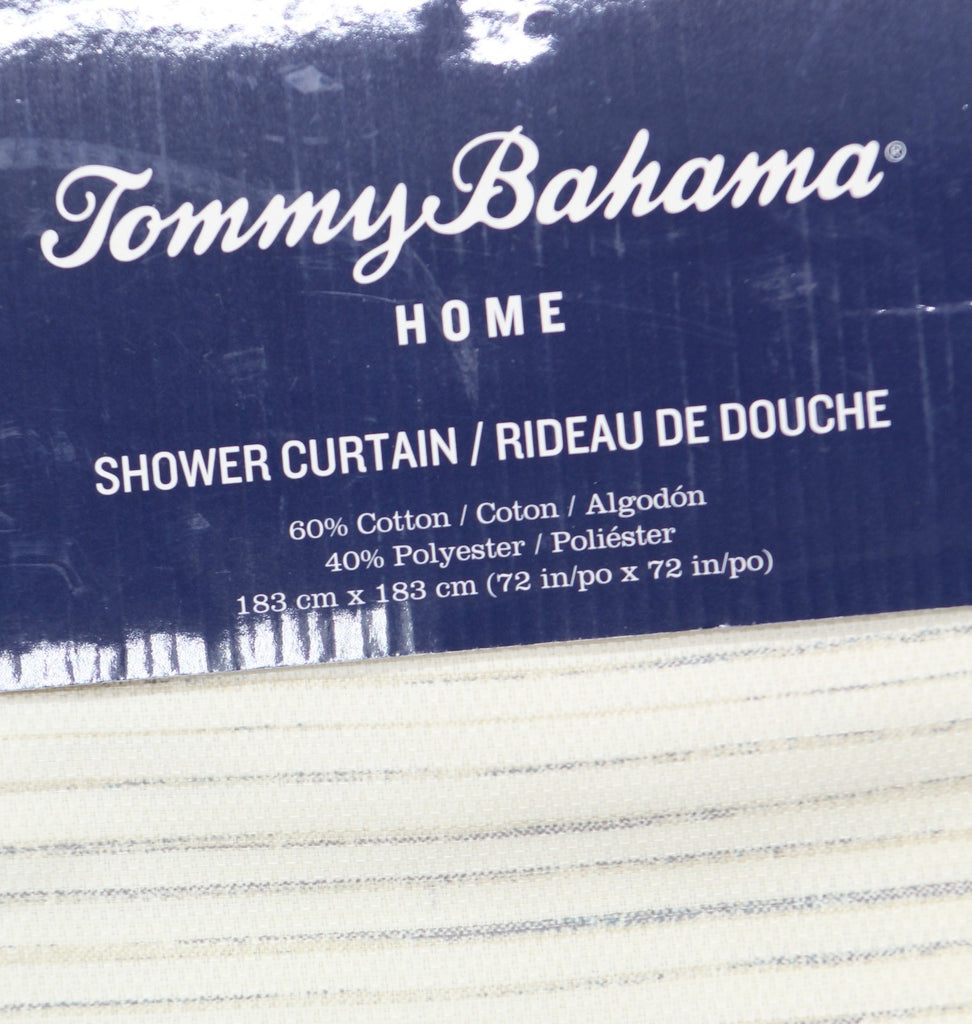 Tommy Bahama®
HOME
SHOWER CURTAIN / RIDEAU DE DOUCHE
60% Cotton / Coton / Algodón
40% Polyester / Poliéster
183 cm x 183 cm (72 in/po x 72 in/po)